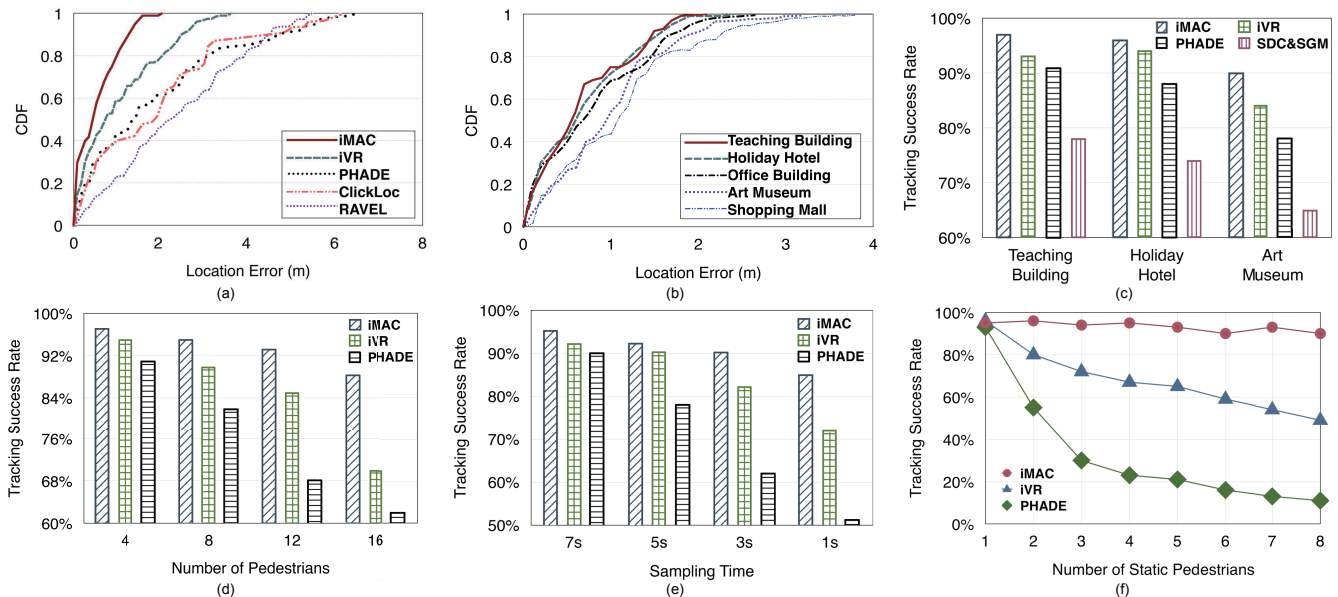 1
0.8
0.6
0.4
0.2
0
CDF
0
2
4
6
8
Location Error (m)
iMAC
iVR
PHADE
ClickLoc
RAVEL
(a)
1
0.8
0.6
0.4
0.2
0
CDF
0
1
2
3
4
Location Error (m)
Teaching Building
Holiday Hotel
Office Building
Art Museum
Shopping Mall
(b)
Tracking Success Rate
90%
80%
70%
60%
iMAC
iVR
PHADE
SDC&SGM
Teaching
Building
Holiday
Hotel
Art
Museum
(c)
Tracking Success Rate
100%
92%
84%
76%
68%
60%
iMAC
iVR
PHADE
4
8
12
16
Number of Pedestrians
(d)
Tracking Success Rate
100%
90%
80%
70%
60%
50%
iMAC
iVR
PHADE
7s
5s
3s
1s
Sampling Time
(e)
Tracking Success Rate
100%
80%
60%
40%
20%
0%
iMAC
iVR
PHADE
1
2
3
4
5
6
7
8
Number of Static Pedestrians
(f)